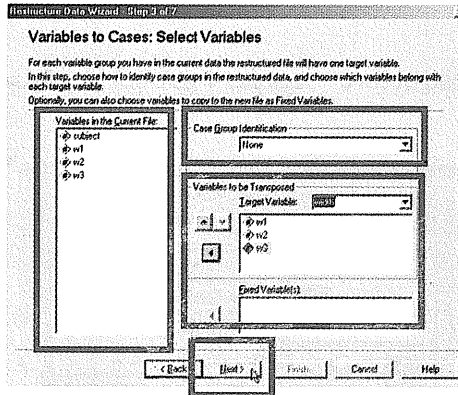 Restructure Data Wizard - Step 3 of 7
Variables to Cases: Select Variables
For each variable group you have in the current data the restructured file will have one target variable.
In this step, choose how to identify case groups in the restructured data, and choose which variables belong with
each target variable.
Optionally, you can also choose variables to copy to the new file as Fixed Variables.
Variables in the Current File:
subject
w1
w2
w3
Case Group Identification
None
Variables to be Transposed
Target Variable:
w1
w2
w3
Fixed Variable(s):
< Back
Next >
Finish
Cancel
Help